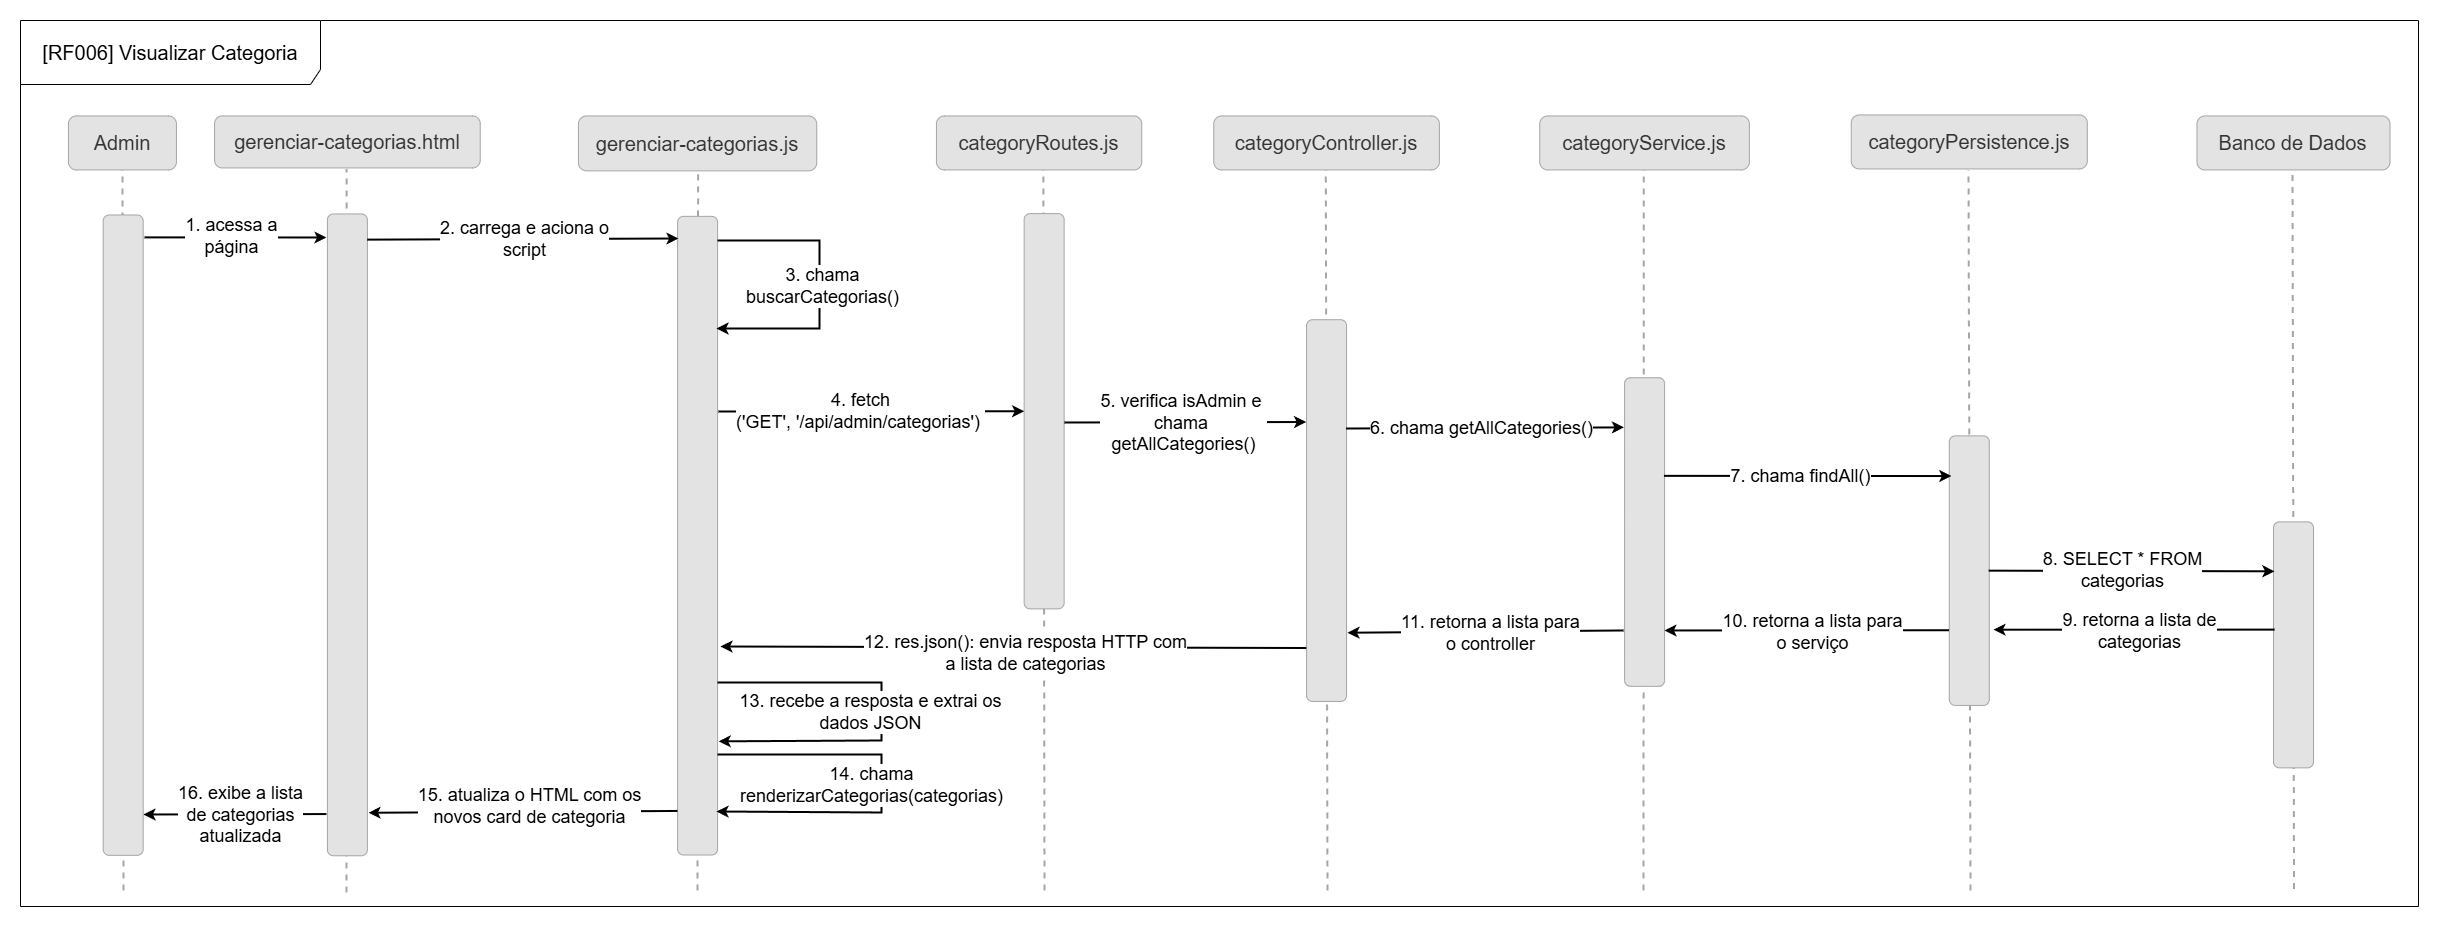 [RF006] Visualizar Categoria
Admin
gerenciar-categorias.html
gerenciar-categorias.js
categoryRoutes.js
categoryController.js
categoryService.js
categoryPersistence.js
Banco de Dados
1. acessa a
página
2. carrega e aciona o
script
3. chama
buscarCategorias()
4. fetch
('GET', '/api/admin/categorias')
5. verifica isAdmin e
chama
getAllCategories()
6. chama getAllCategories()
7. chama findAll()
8. SELECT * FROM
categorias
9. retorna a lista de
categorias
10. retorna a lista para
o serviço
11. retorna a lista para
o controller
12. res.json(): envia resposta HTTP com
a lista de categorias
13. recebe a resposta e extrai os
dados JSON
14. chama
renderizarCategorias(categorias)
15. atualiza o HTML com os
novos card de categoria
16. exibe a lista
de categorias
atualizada